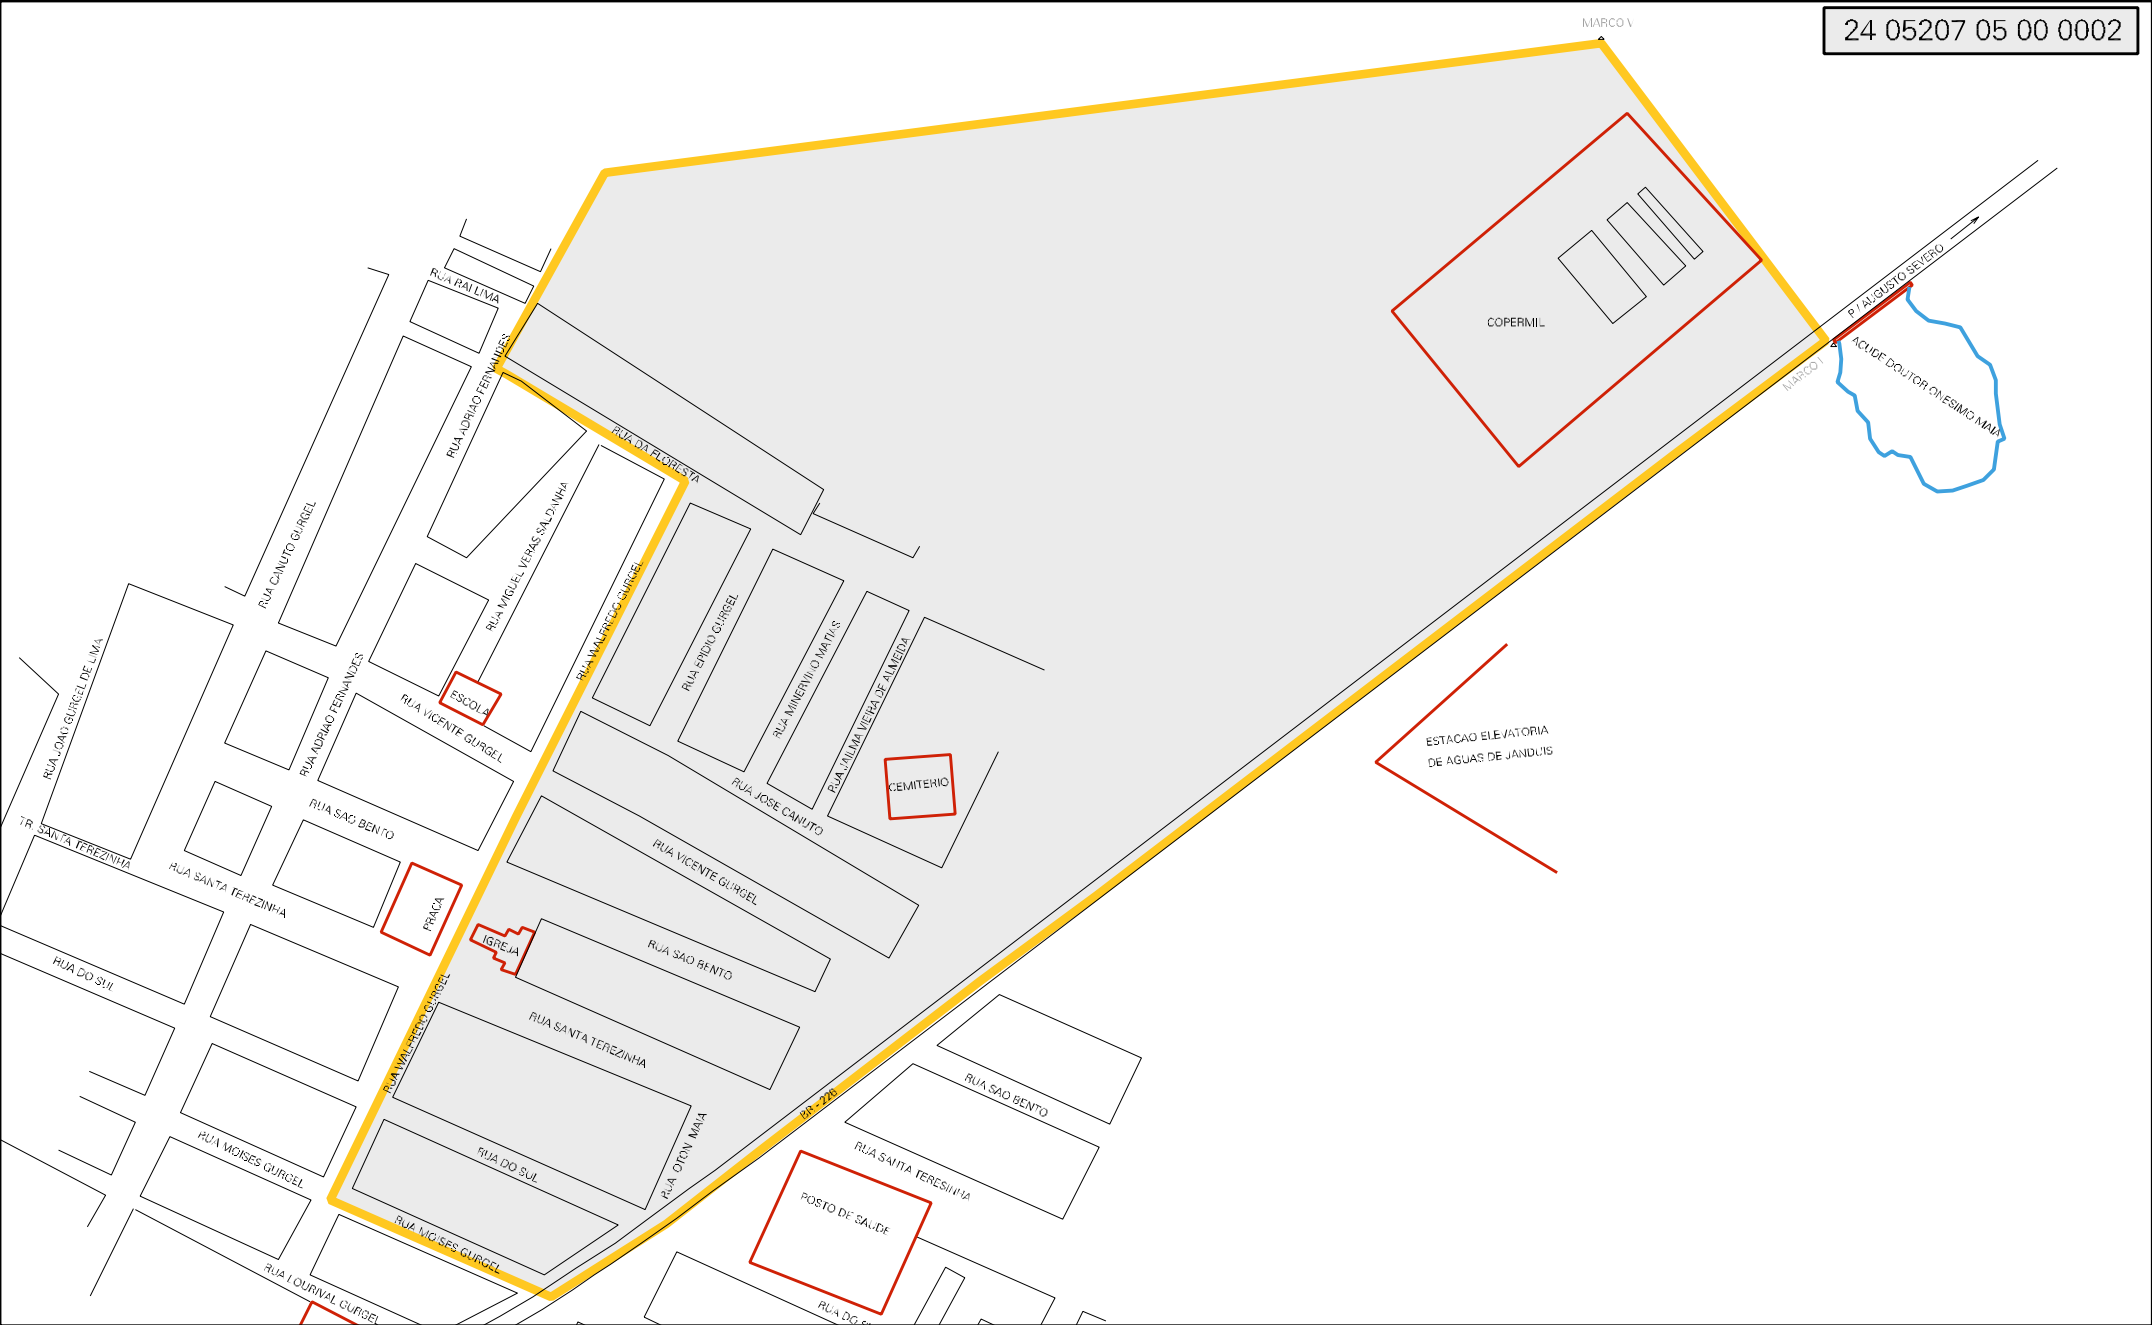 MARCO V
24 05207 05 00 0002
P / AUGUSTO SEVERO
RUA RAI LIMA
COPERMIL
MARCO I
ACUDE DOUTOR ONESIMO MAIA
RUA ADRIAO FERNANDES
RUA DA FLORESTA
RUA CANUTO GURGEL
RUA MIGUEL VERAS SALDANHA
RUA WALFREDO GURGEL
RUA EPIDIO GURGEL
RUA MINERVINO MATIAS
RUA JAILMA VIEIRA DE ALMEIDA
RUA JOAO GURGEL DE LIMA
RUA ADRIAO FERNANDES
ESCOLA
RUA VICENTE GURGEL
ESTACAO ELEVATORIA
DE AGUAS DE JANDUIS
CEMITERIO
RUA JOSE CANUTO
RUA SAO BENTO
TR. SANTA TEREZINHA
RUA SANTA TEREZINHA
RUA VICENTE GURGEL
PRACA
IGREJA
RUA SAO BENTO
RUA DO SUL
RUA WALFREDO GURGEL
RUA SANTA TEREZINHA
BR - 226
RUA SAO BENTO
RUA OTON MAIA
RUA MOISES GURGEL
RUA DO SUL
RUA SANTA TERESINHA
POSTO DE SAUDE
RUA MOISES GURGEL
RUA LOURIVAL GURGEL
RUA DO